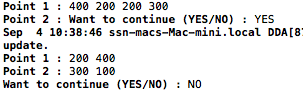 Point 1 : 400 200 200 300
Point 2 : Want to continue (YES/NO) : YES
Sep  4 10:38:46 ssn-macs-Mac-mini.local DDA[8
update.
Point 1 : 200 400
Point 2 : 300 100
Want to continue (YES/NO) : NO